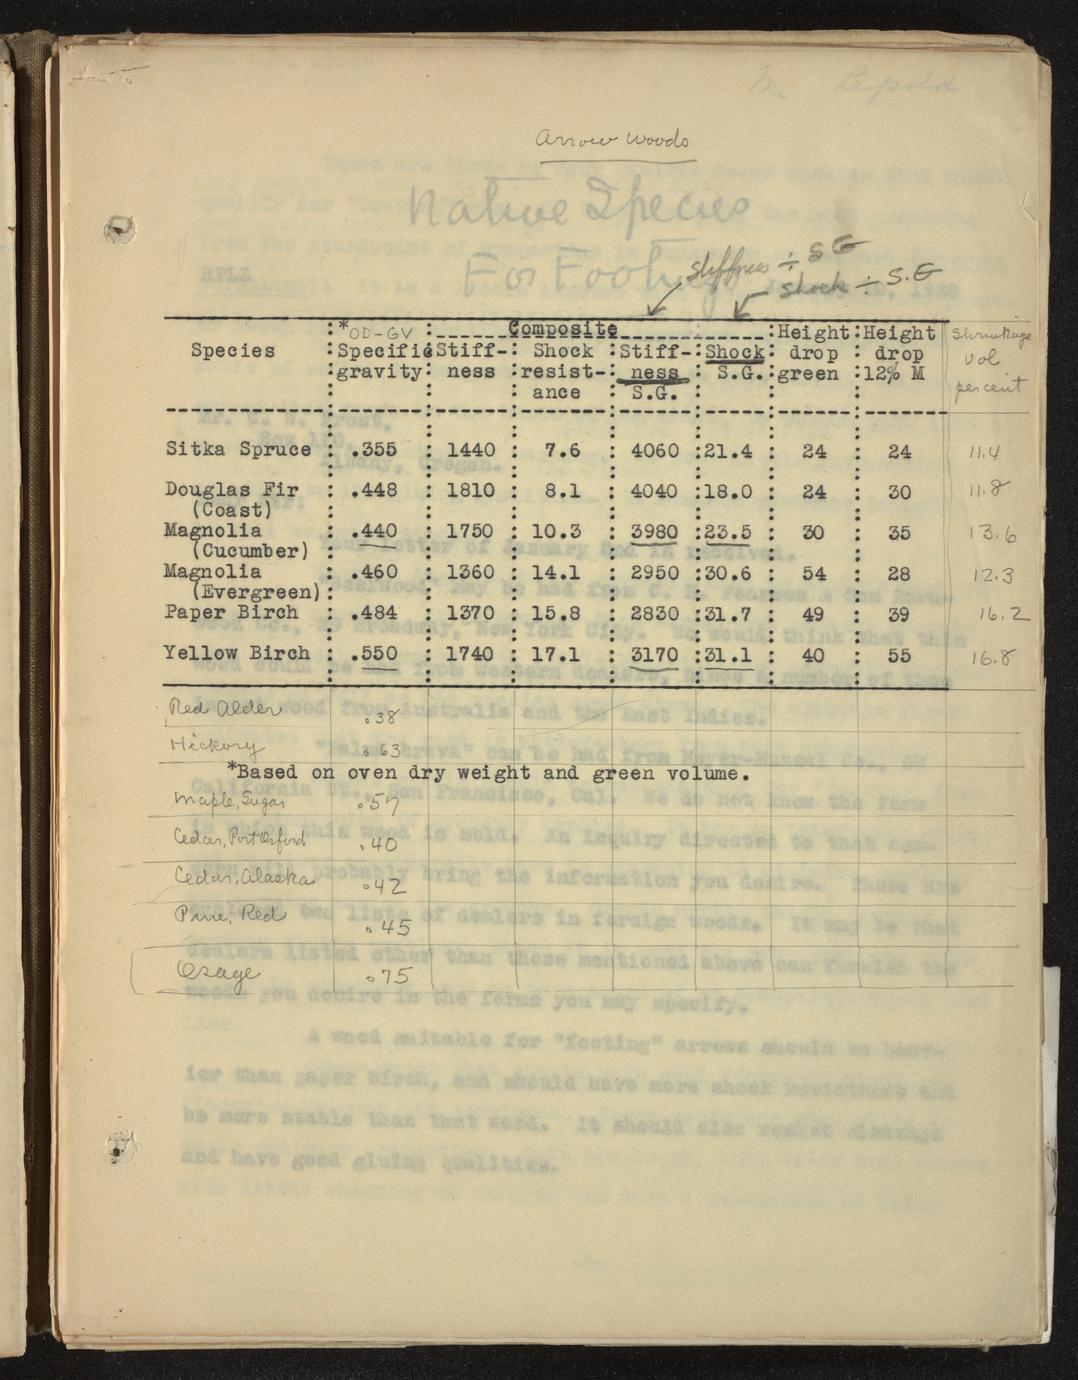 Mr. Leopold
Arrow Woods
Native Species
For Footings
stiffness ÷ SG
Shock ÷ S.G
*OD-GV : Composite : Height : Height Shrinkage
Species : Specific : Stiff- : Shock : Stiff- : Shock : drop : drop vol
: gravity : ness : resist- : ness : S.G. : green : 12% M percent
ance : S.G.
Sitka Spruce : .355 : 1440 : 7.6 : 4060 : 21.4 : 24 : 24 11.4
Douglas Fir : .448 : 1810 : 8.1 : 4040 : 18.0 : 24 : 30 11.8
(Coast)
Magnolia : .440 : 1750 : 10.3 : 3980 : 23.5 : 30 : 35 13.6
(Cucumber)
Magnolia : .460 : 1360 : 14.1 : 2950 : 30.6 : 54 : 28 12.3
(Evergreen)
Paper Birch : .484 : 1370 : 15.8 : 2830 : 31.7 : 49 : 39 16.2
Yellow Birch : .550 : 1740 : 17.1 : 3170 : 31.1 : 40 : 55 16.8
Red Alder .38
Hickory .63
*Based on oven dry weight and green volume.
Maple, Sugar .57
Cedar, Port Orford .40
Cedar, Alaska .42
Pine, Red .45
Osage .75